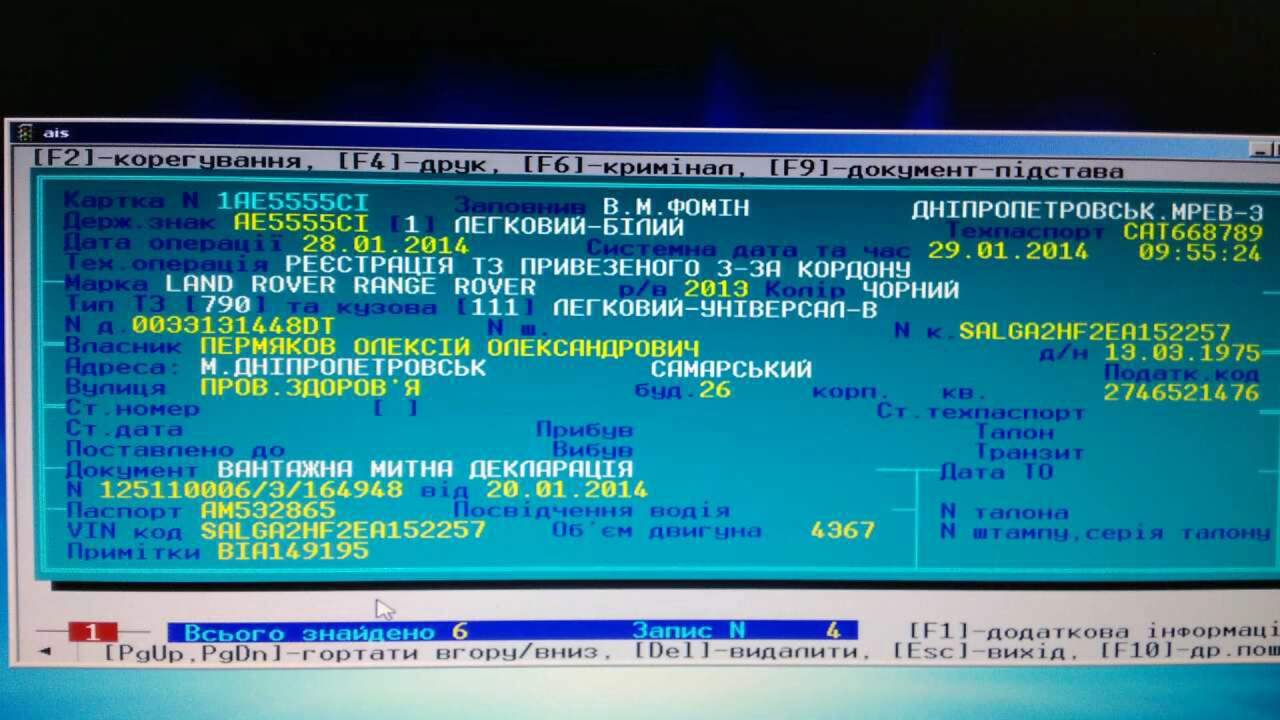 ais
[F2]-корегування, [F4]-друк, [F6]-кримінал, [F9]-документ-підстава
Картка N 1АЕ5555СІ Заповнив В.М.ФОМІН ДНІПРОПЕТРОВСЬК.МРЕВ-3
Держ.знак АЕ5555СІ [1] ЛЕГКОВИЙ-БІЛИЙ Техпаспорт САТ668789
Дата операції 28.01.2014 Системна дата та час 29.01.2014 09:55:24
Тех.операція РЕЄСТРАЦІЯ ТЗ ПРИВЕЗЕНОГО З-ЗА КОРДОНУ
Марка LAND ROVER RANGE ROVER р/в 2013 Колір ЧОРНИЙ
Тип ТЗ [790] та кузова [111] ЛЕГКОВИЙ-УНІВЕРСАЛ-В
N д.0033131448DT N ш. N к.SALGA2HF2EA152257
Власник ПЕРМЯКОВ ОЛЕКСІЙ ОЛЕКСАНДРОВИЧ д/н 13.03.1975
Адреса: М.ДНІПРОПЕТРОВСЬК САМАРСЬКИЙ Податк.код
Вулиця ПРОВ.ЗДОРОВ'Я буд.26 корп. кв. 2746521476
Ст.номер [ ] Ст.техпаспорт
Ст.дата Прибув Талон
Поставлено до Вибув Транзит
Документ ВАНТАЖНА МИТНА ДЕКЛАРАЦІЯ Дата ТО
N 125110006/3/164948 від 20.01.2014
Паспорт АМ532865 Посвідчення водія N талона
VIN код SALGA2HF2EA152257 Об'єм двигуна 4367 N штампу,серія талону
Примітки ВІА149195
1 Всього знайдено 6 Запис N 4 [F1]-додаткова інформаці
[PgUp,PgDn]-гортати вгору/вниз, [Del]-видалити, [Esc]-вихід, [F10]-др.пош